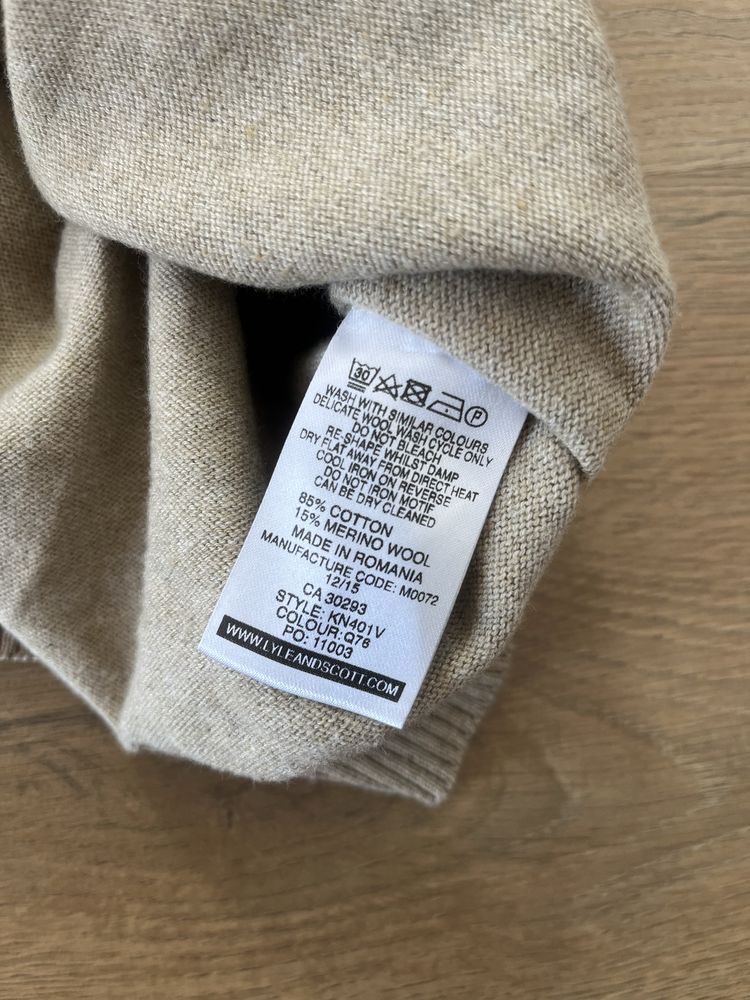 30 P
WASH WITH SIMILAR COLOURS
DELICATE WOOL WASH CYCLE ONLY
DO NOT BLEACH
RE-SHAPE WHILST DAMP
DRY FLAT AWAY FROM DIRECT HEAT
COOL IRON ON REVERSE
DO NOT IRON MOTIF
CAN BE DRY CLEANED
85% COTTON
15% MERINO WOOL
MADE IN ROMANIA
MANUFACTURE CODE: M0072
12/15
CA 30293
STYLE: KN401V
COLOUR:Q76
PO: 11003
WWW.LYLEANDSCOTT.COM